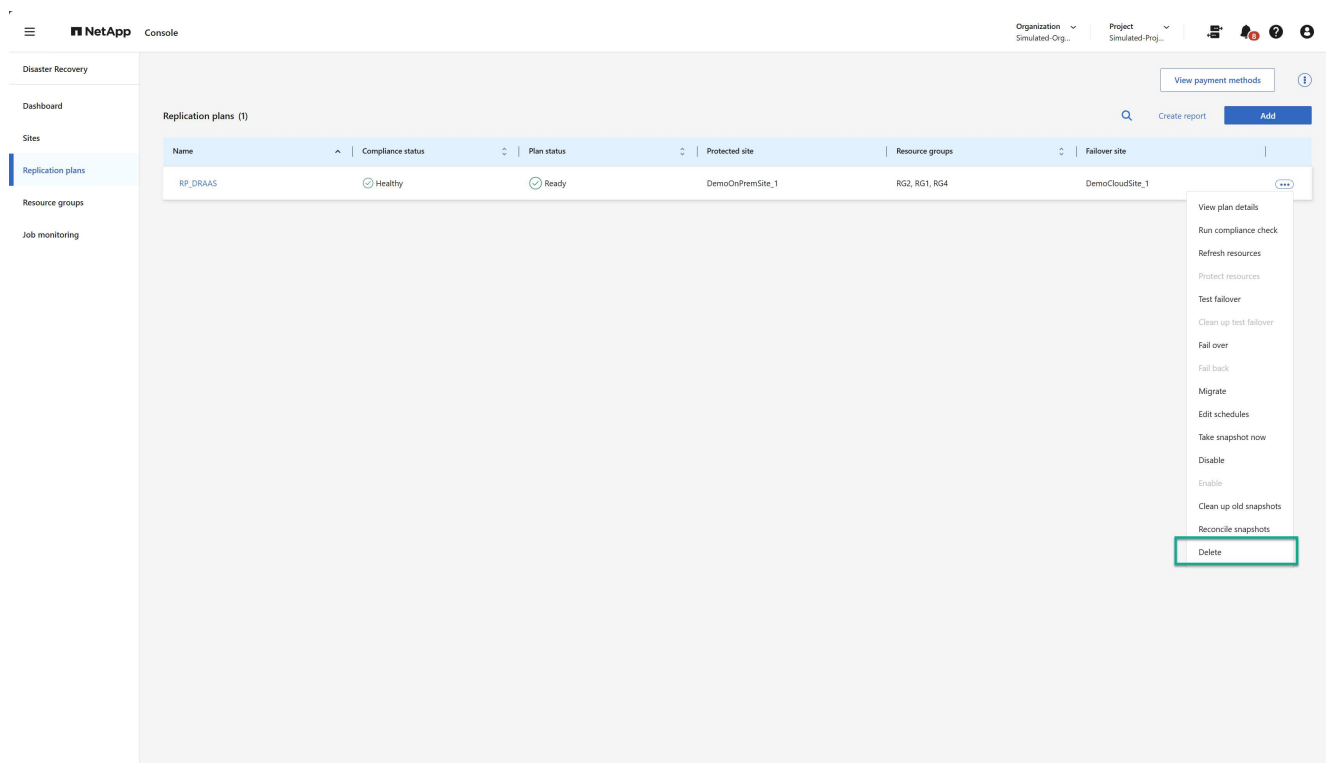 NetApp Console
Organization
Simulated-Org...
Project
Simulated-Proj...
8
Disaster Recovery
Dashboard
Sites
Replication plans
Resource groups
Job monitoring
View payment methods
Replication plans (1)
Create report
Add
Name
Compliance status
Plan status
Protected site
Resource groups
Failover site
RP_DRAAS
Healthy
Ready
DemoOnPremSite_1
RG2, RG1, RG4
DemoCloudSite_1
View plan details
Run compliance check
Refresh resources
Protect resources
Test failover
Clean up test failover
Fail over
Fail back
Migrate
Edit schedules
Take snapshot now
Disable
Enable
Clean up old snapshots
Reconcile snapshots
Delete